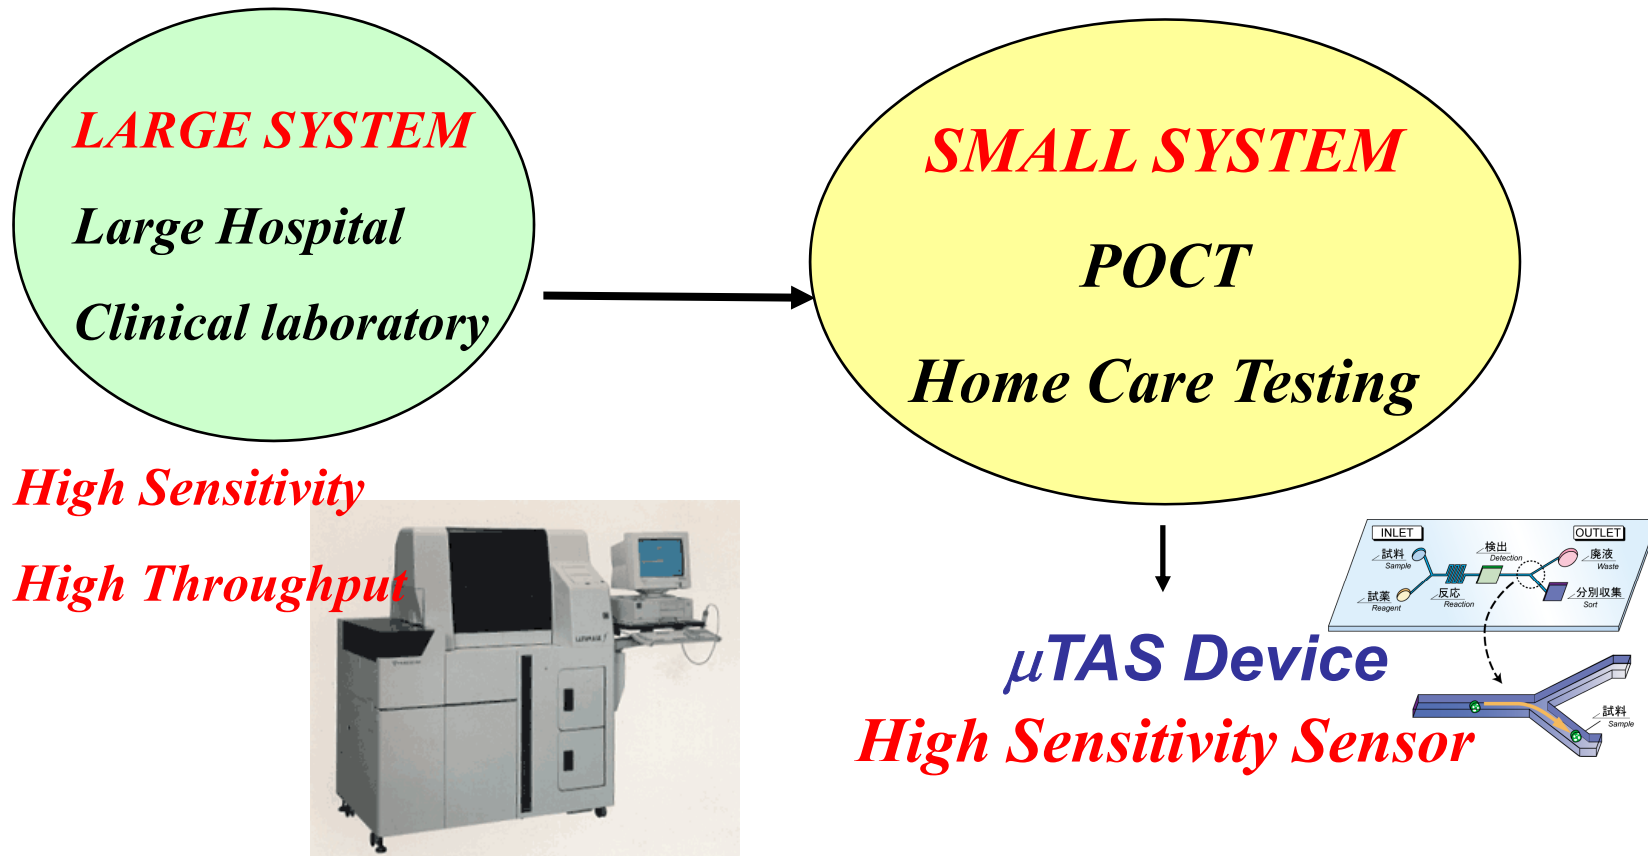 LARGE SYSTEM
Large Hospital
Clinical laboratory
High Sensitivity
High Throughput
SMALL SYSTEM
POCT
Home Care Testing
μTAS Device
High Sensitivity Sensor
INLET
OUTLET
試料
Sample
検出
Detection
廃液
Waste
試薬
Reagent
反応
Reaction
分別収集
Sort
試料
Sample